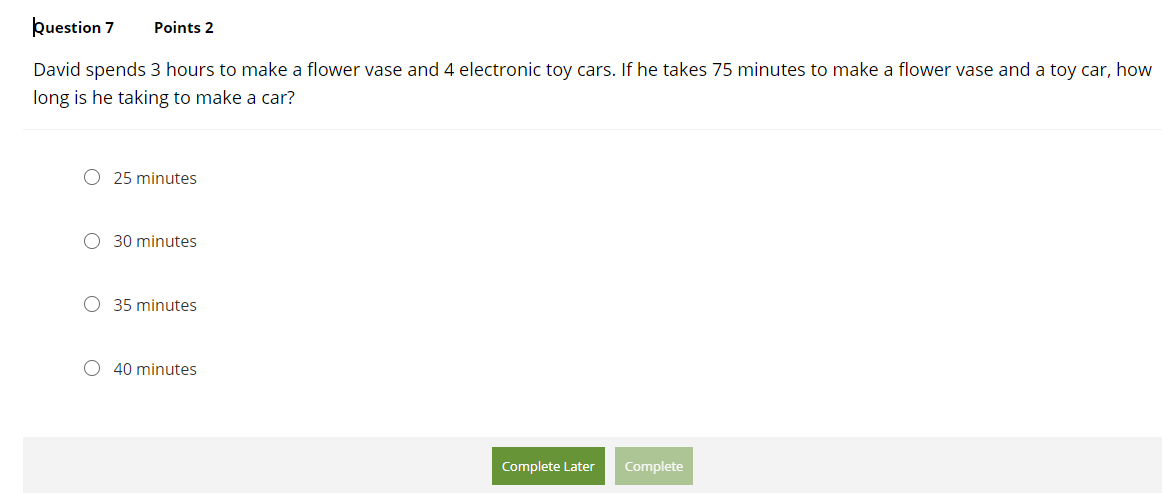 Question 7 Points 2
David spends 3 hours to make a flower vase and 4 electronic toy cars. If he takes 75 minutes to make a flower vase and a toy car, how
long is he taking to make a car?
25 minutes
30 minutes
35 minutes
40 minutes
Complete Later Complete